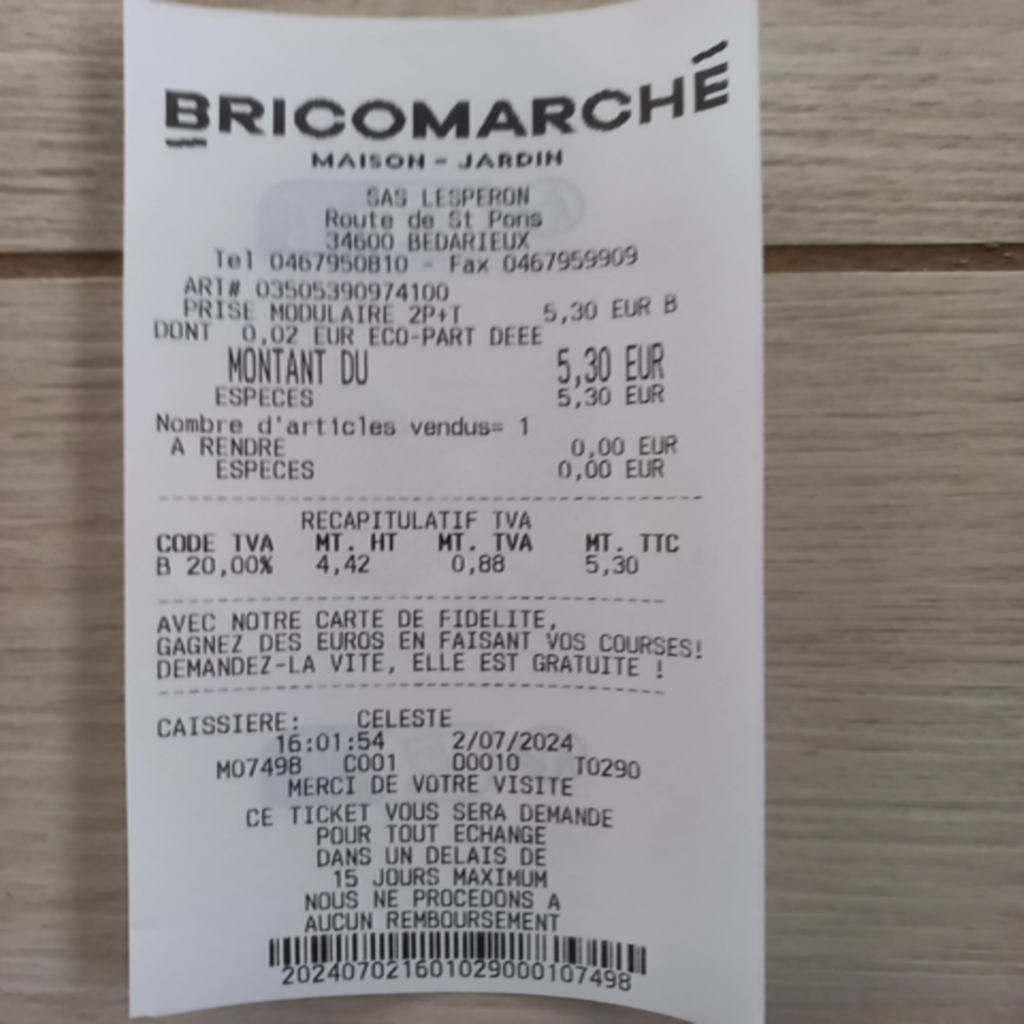 BRICOMARCHÉ
MAISON - JARDIN
SAS LESPERON
Route de St Pons
34600 BEDARIEUX
Tel 0467950810 - Fax 0467959909
ART# 03505390974100
PRISE MODULAIRE 2P+T 5,30 EUR B
DONT 0,02 EUR ECO-PART DEEE
MONTANT DU 5,30 EUR
ESPECES 5,30 EUR
Nombre d'articles vendus= 1
A RENDRE 0,00 EUR
ESPECES 0,00 EUR
RECAPITULATIF TVA
CODE TVA MT. HT MT. TVA MT. TTC
B 20,00% 4,42 0,88 5,30
AVEC NOTRE CARTE DE FIDELITE,
GAGNEZ DES EUROS EN FAISANT VOS COURSES!
DEMANDEZ-LA VITE, ELLE EST GRATUITE !
CAISSIERE: CELESTE
16:01:54 2/07/2024
M07498 C001 00010 T0290
MERCI DE VOTRE VISITE
CE TICKET VOUS SERA DEMANDE
POUR TOUT ECHANGE
DANS UN DELAIS DE
15 JOURS MAXIMUM
NOUS NE PROCEDONS A
AUCUN REMBOURSEMENT
202407021601029000107498